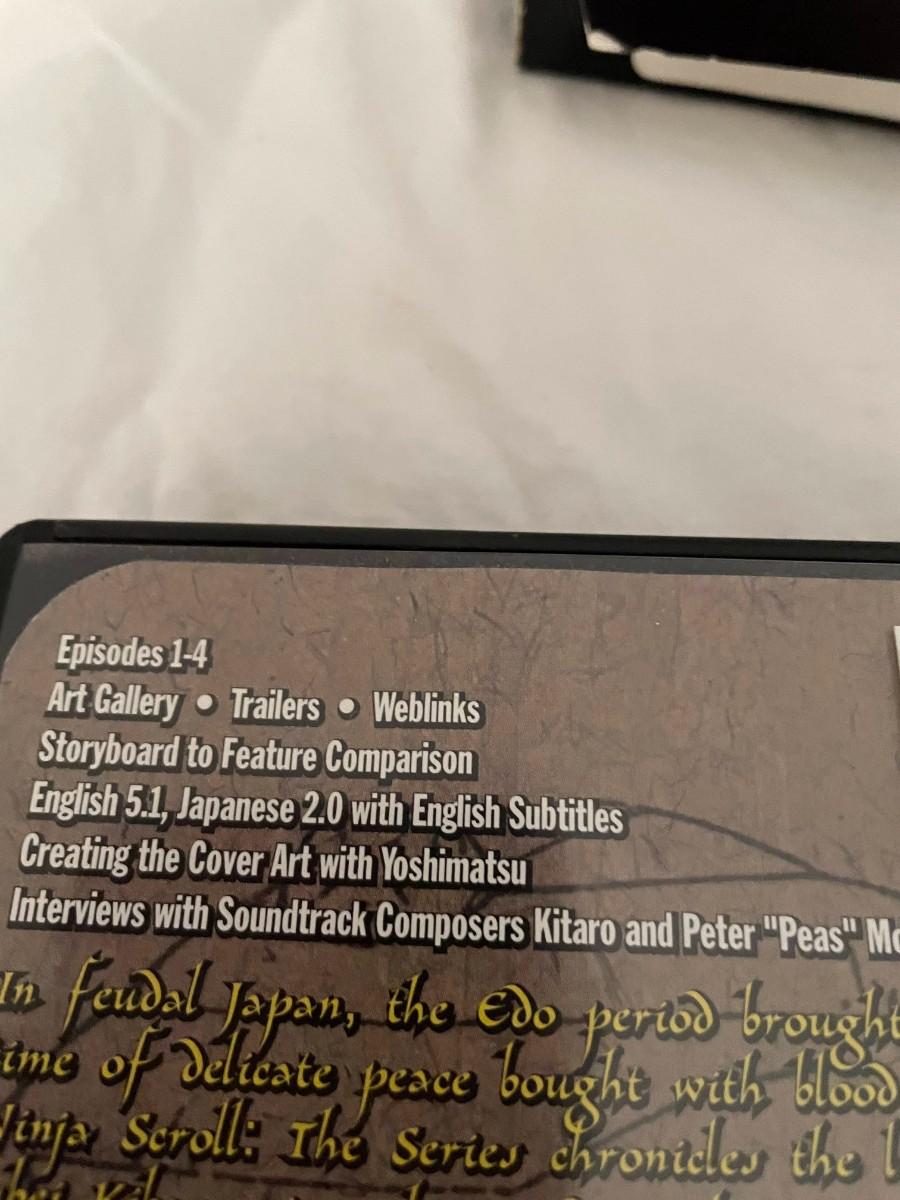 Episodes 1-4
Art Gallery • Trailers • Weblinks
Storyboard to Feature Comparison
English 5.1, Japanese 2.0 with English Subtitles
Creating the Cover Art with Yoshimatsu
Interviews with Soundtrack Composers Kitaro and Peter "Peas"
In feudal Japan, the Edo period brought
of delicate peace bought with blood
Scroll: The Series chronicles the